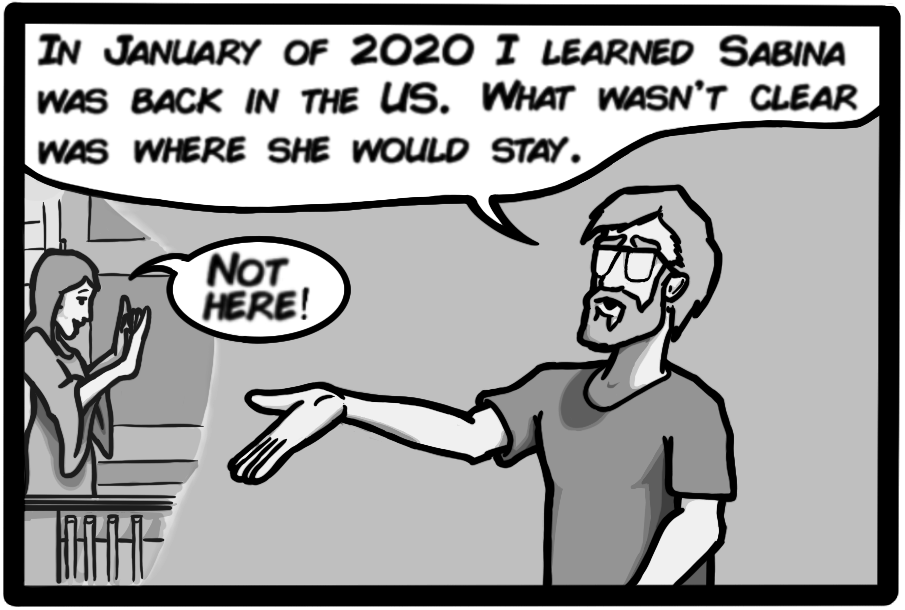 In January of 2020 I learned Sabina
was back in the US. What wasn't clear
was where she would stay.
Not
here!